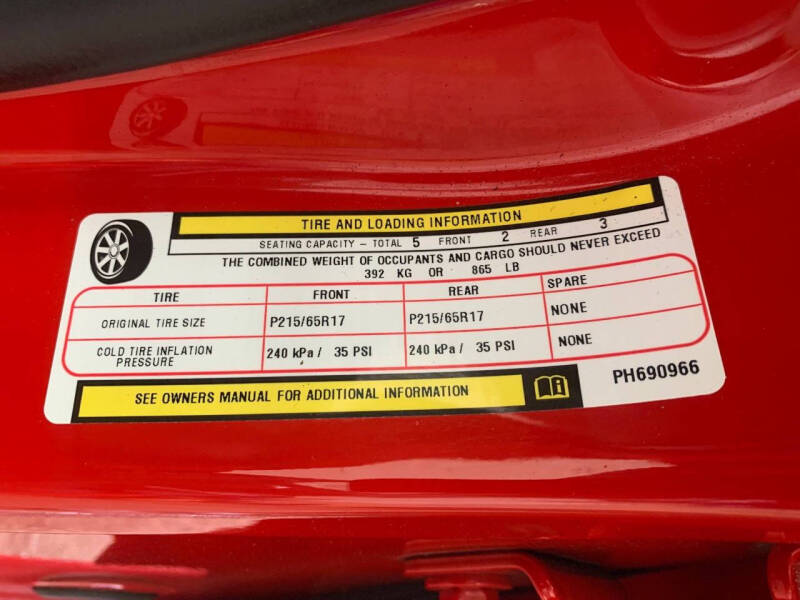 TIRE AND LOADING INFORMATION
SEATING CAPACITY – TOTAL 5 FRONT 2 REAR 3
THE COMBINED WEIGHT OF OCCUPANTS AND CARGO SHOULD NEVER EXCEED
392 KG OR 865 LB
TIRE FRONT REAR SPARE
ORIGINAL TIRE SIZE P215/65R17 P215/65R17 NONE
COLD TIRE INFLATION PRESSURE 240 kPa / 35 PSI 240 kPa / 35 PSI NONE
SEE OWNERS MANUAL FOR ADDITIONAL INFORMATION
PH690966